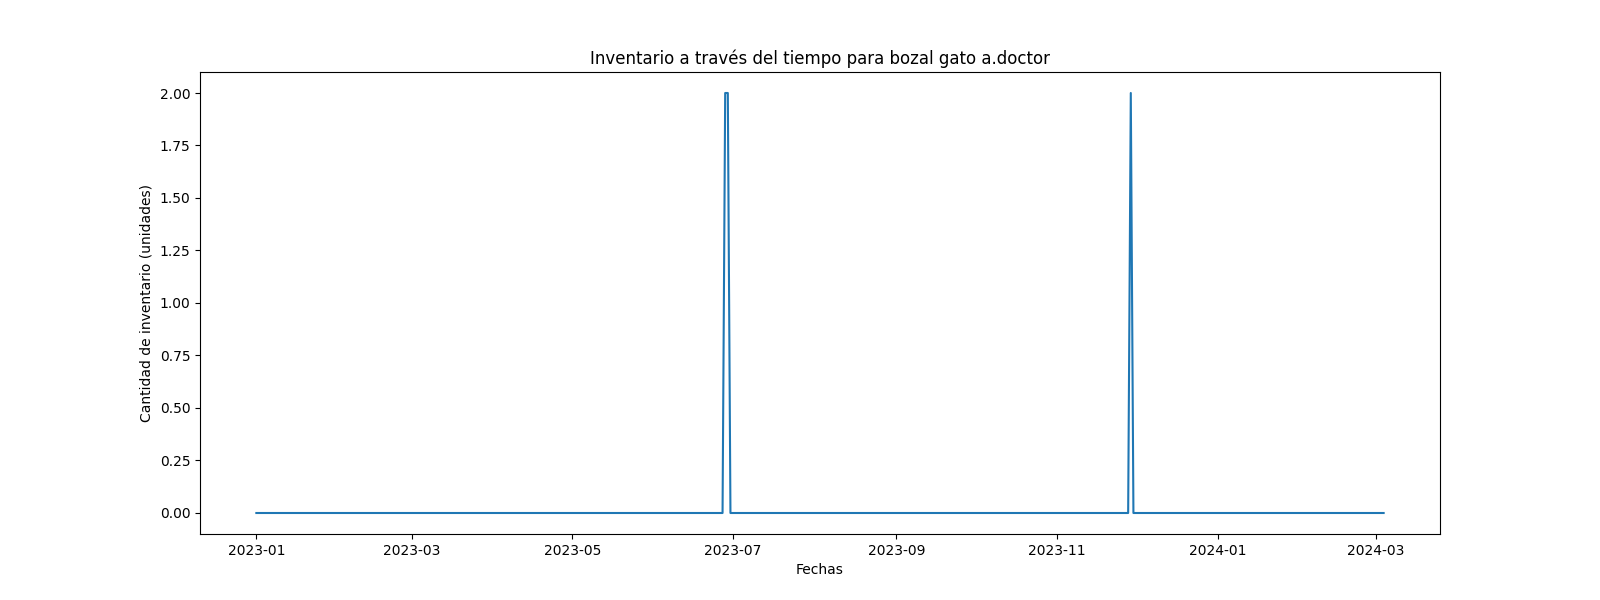 Inventario a través del tiempo para bozal gato a.doctor
Cantidad de inventario (unidades)
2.00
1.75
1.50
1.25
1.00
0.75
0.50
0.25
0.00
2023-01 2023-03 2023-05 2023-07 2023-09 2023-11 2024-01 2024-03
Fechas